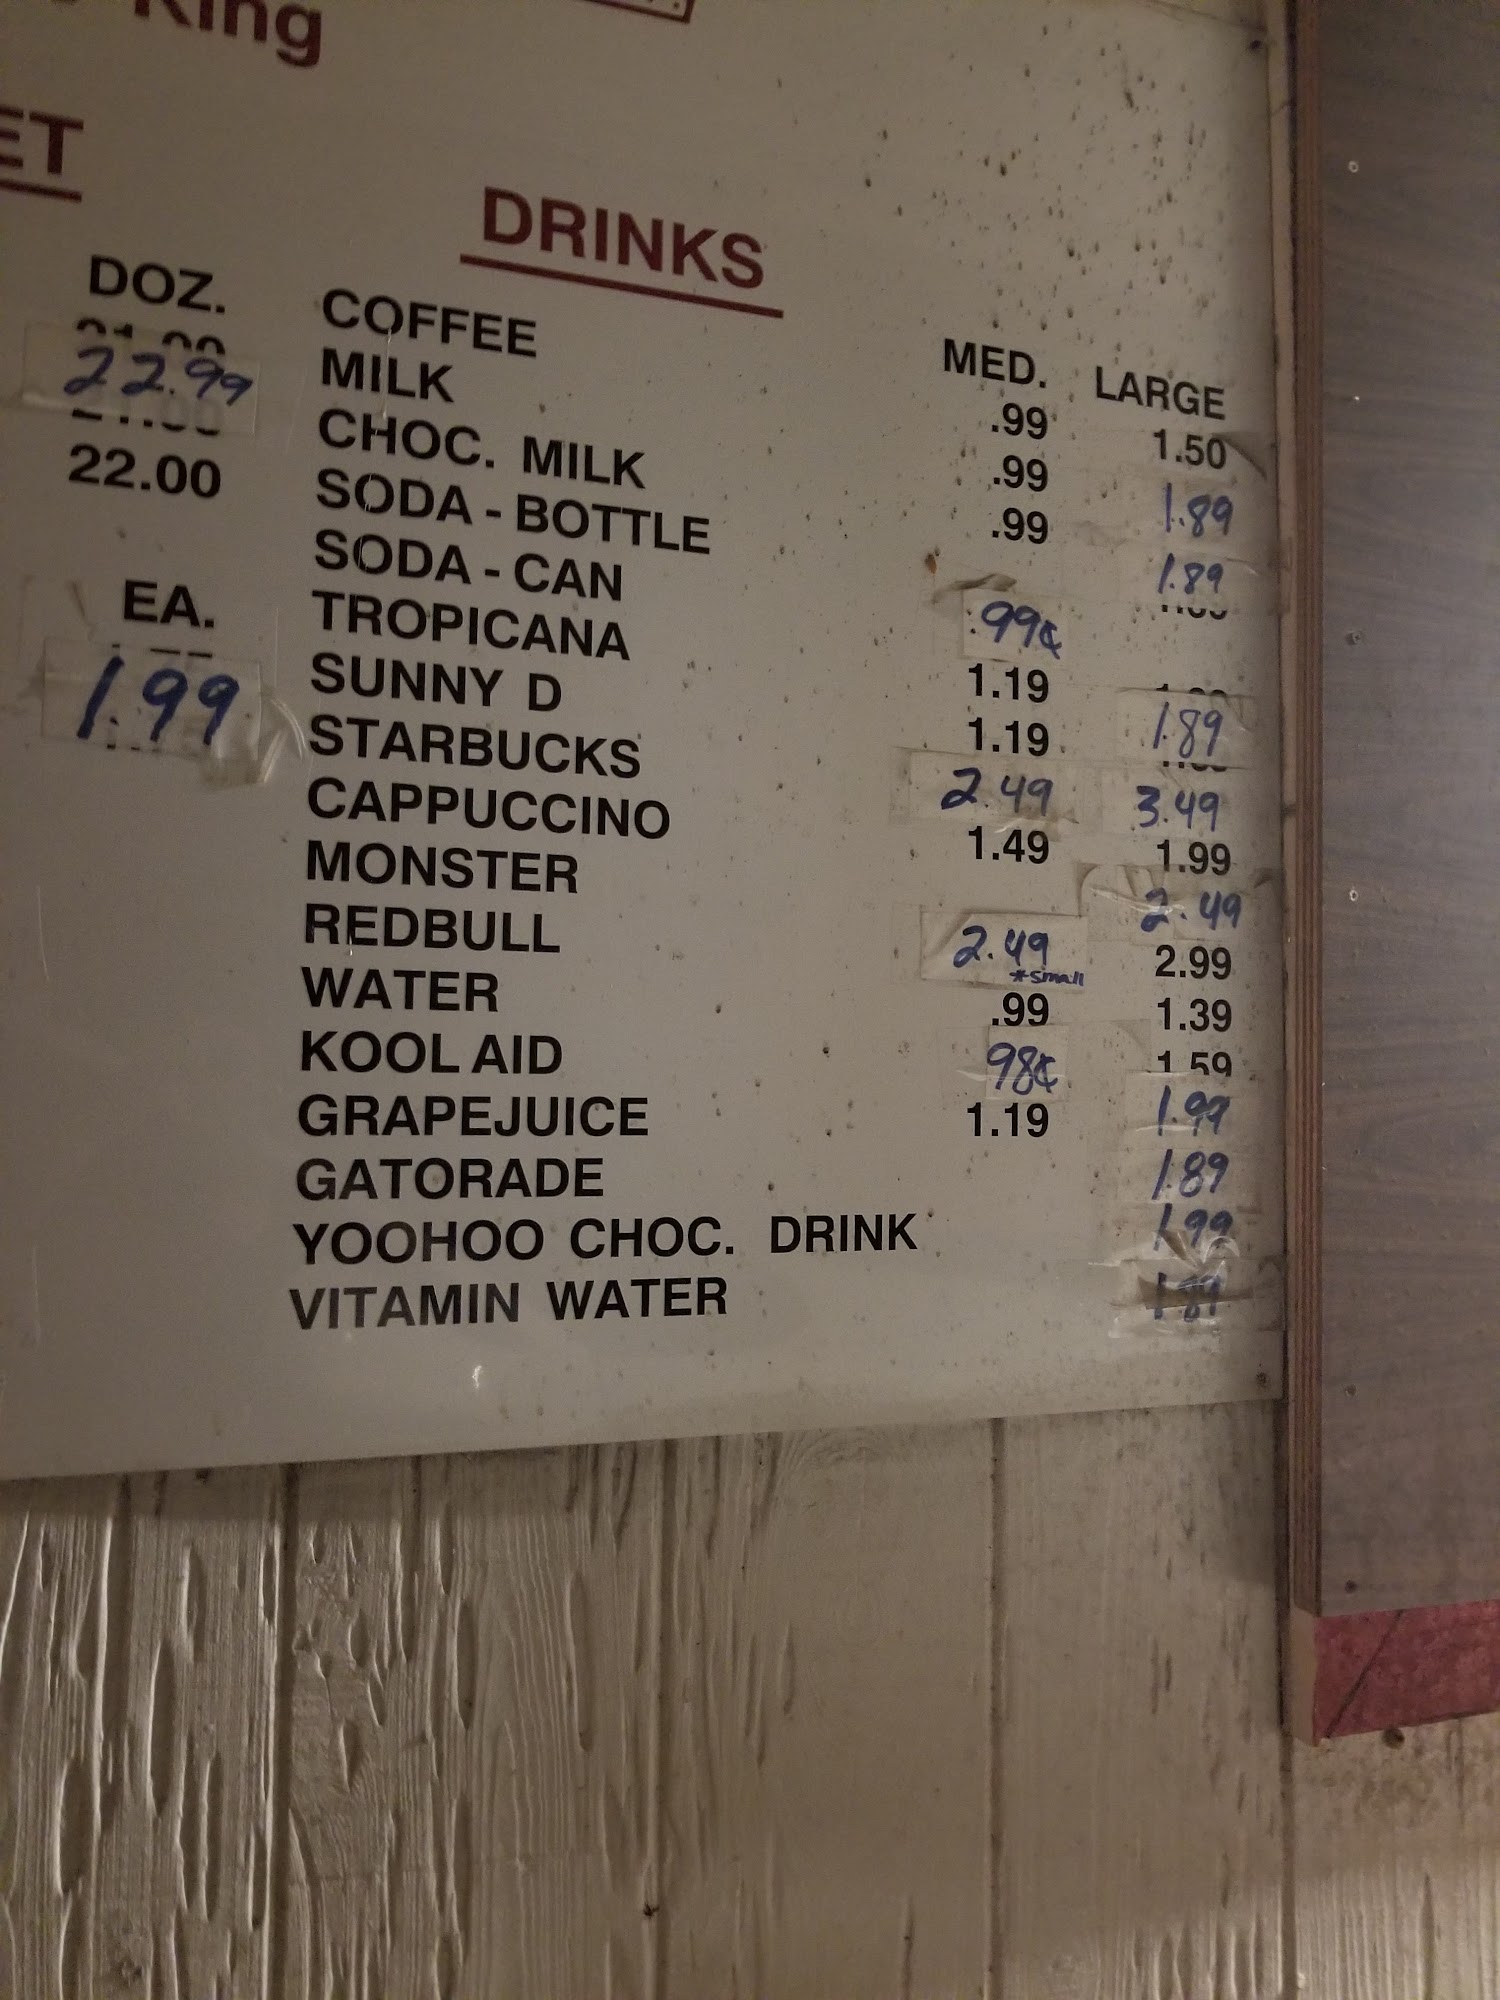 King
ET
DRINKS
DOZ.
22.99
22.00
EA.
1.99
MED. LARGE
COFFEE .99 1.50
MILK .99 1.89
CHOC. MILK .99
SODA - BOTTLE 1.89
SODA - CAN .99¢
TROPICANA 1.19 1.89
SUNNY D 1.19
STARBUCKS 2.49 3.49
CAPPUCCINO 1.49 1.99
MONSTER 2.49
REDBULL 2.49 *small 2.99
WATER .99 1.39
KOOL AID 98¢ 1.59
GRAPEJUICE 1.19 1.99
GATORADE 1.89
YOOHOO CHOC. DRINK 1.99
VITAMIN WATER 1.89